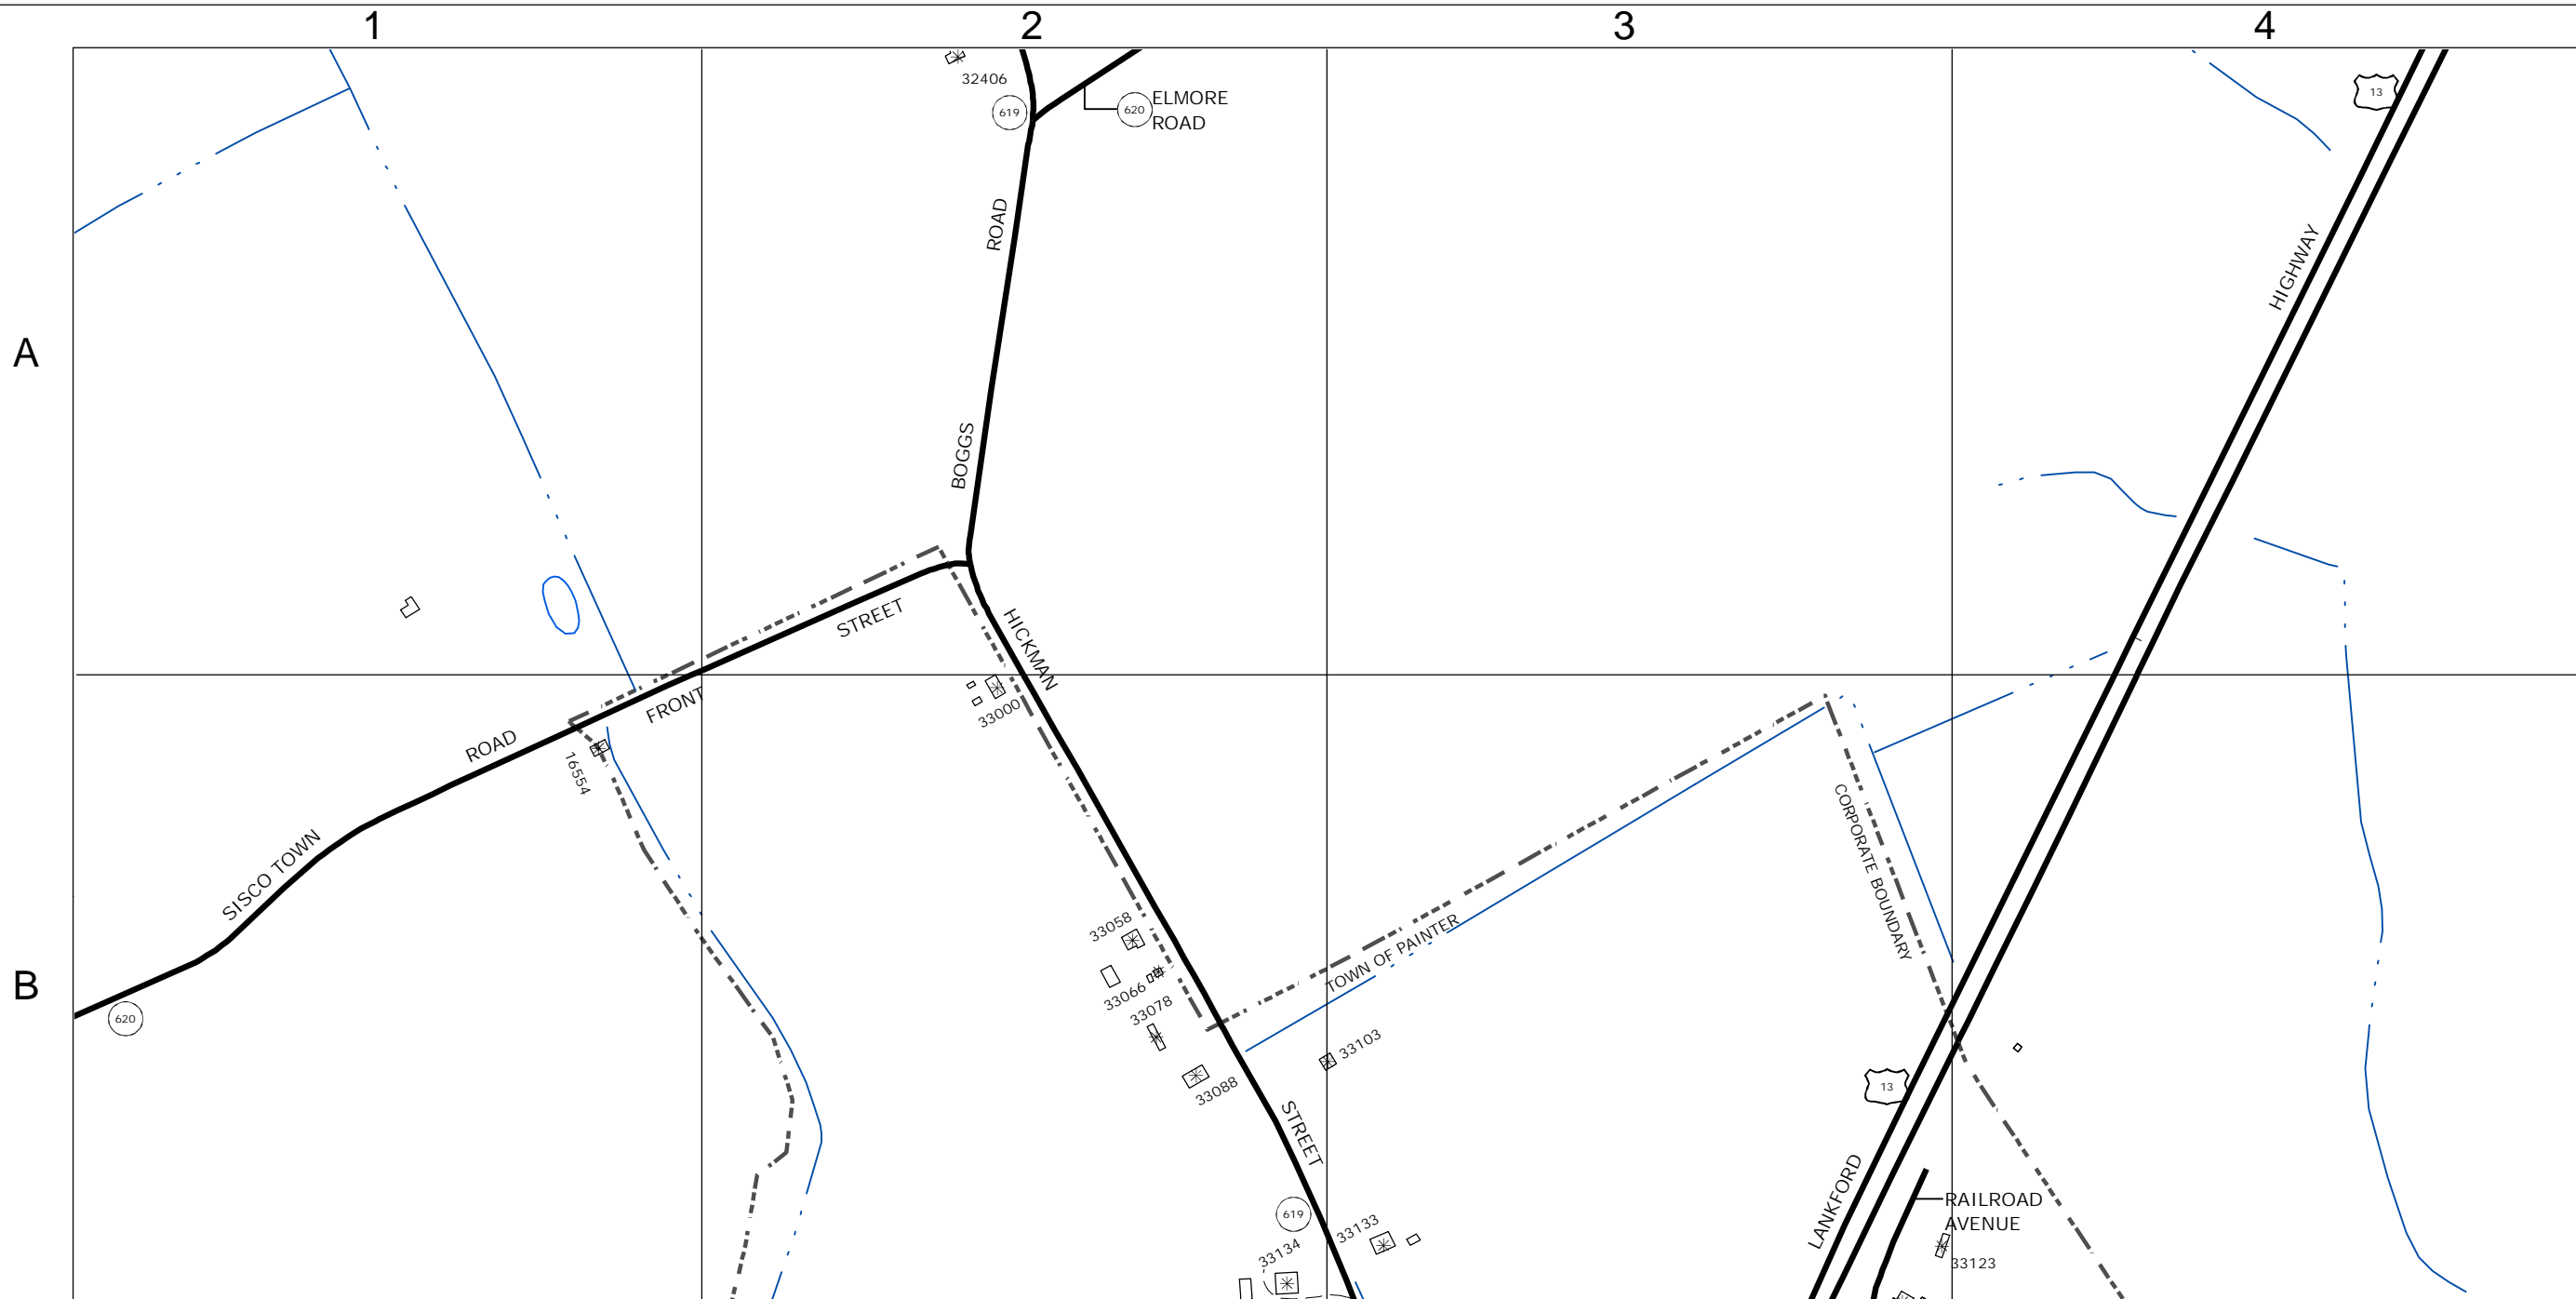 1
2
3
4
A
B
32406
619
620
ELMORE
ROAD
13
ROAD
HIGHWAY
BOGGS
STREET
HICKMAN
FRONT
33000
ROAD
16554
SISCO TOWN
620
CORPORATE BOUNDARY
TOWN OF PAINTER
33058
33066
33078
33103
33088
13
STREET
LANKFORD
RAILROAD
AVENUE
619
33133
33134
33123